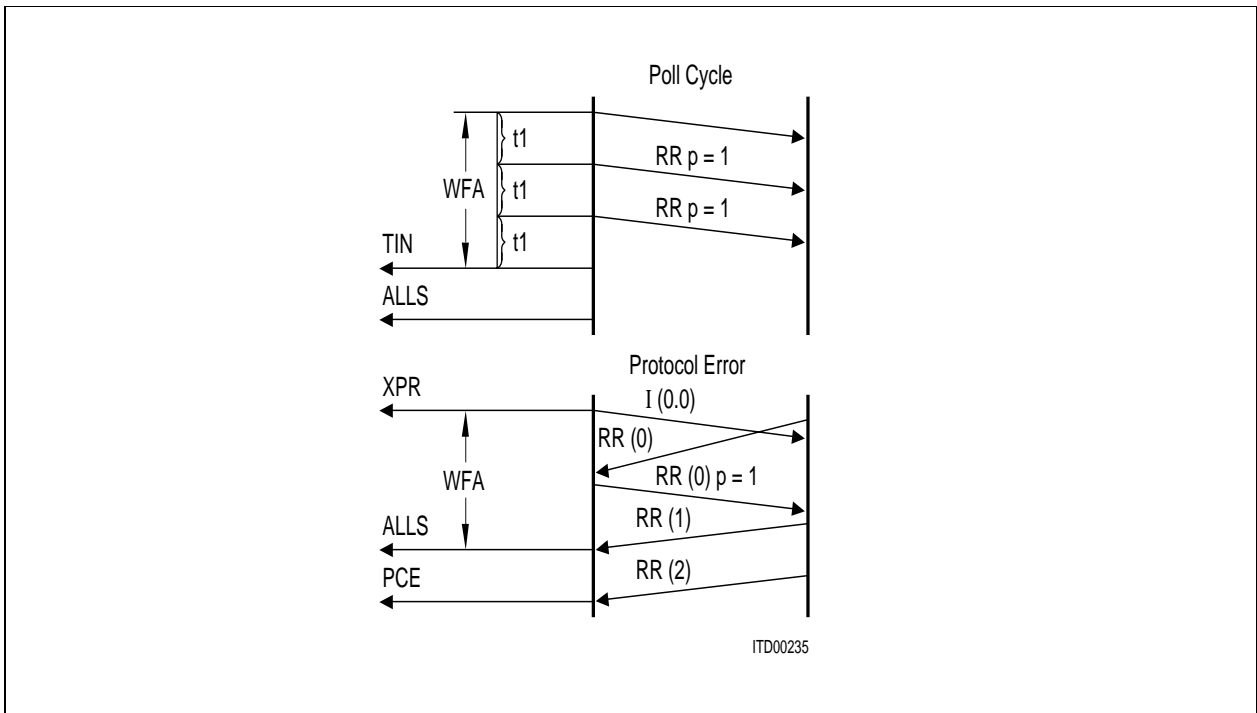 Poll Cycle
t1
RR p = 1
WFA
t1
RR p = 1
t1
TIN
ALLS
Protocol Error
XPR
I (0.0)
RR (0)
WFA
RR (0) p = 1
ALLS
RR (1)
PCE
RR (2)
ITD00235